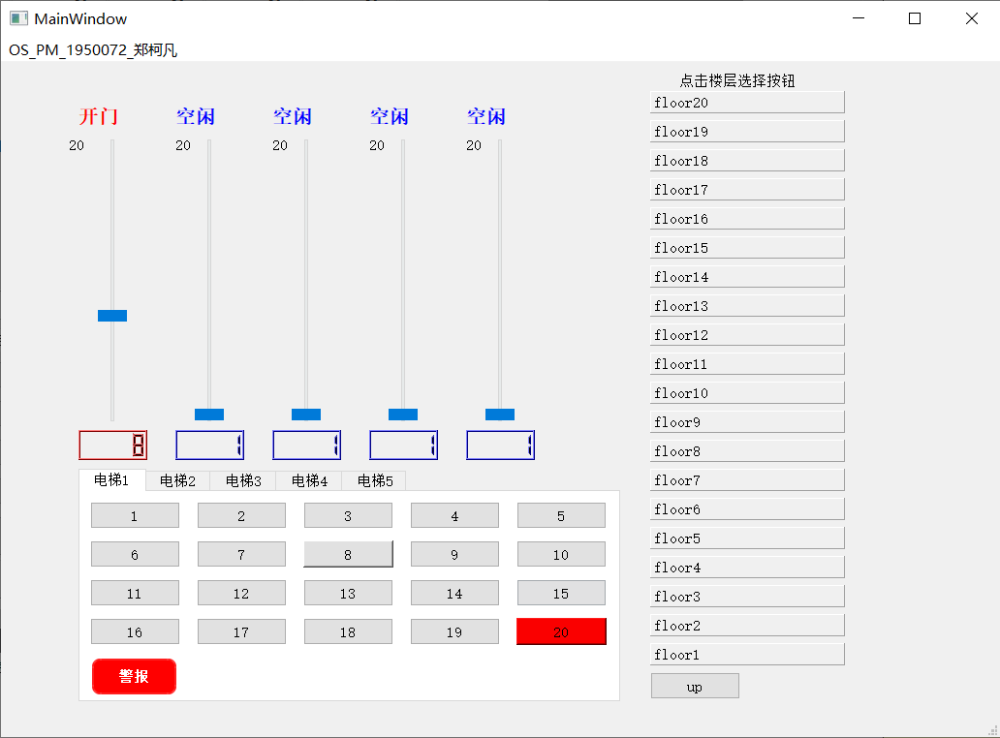 MainWindow
OS_PM_1950072_郑柯凡
点击楼层选择按钮
开门 空闲 空闲 空闲 空闲
20 20 20 20 20
8 1 1 1 1
电梯1 电梯2 电梯3 电梯4 电梯5
1 2 3 4 5
6 7 8 9 10
11 12 13 14 15
16 17 18 19 20
警报
floor20
floor19
floor18
floor17
floor16
floor15
floor14
floor13
floor12
floor11
floor10
floor9
floor8
floor7
floor6
floor5
floor4
floor3
floor2
floor1
up